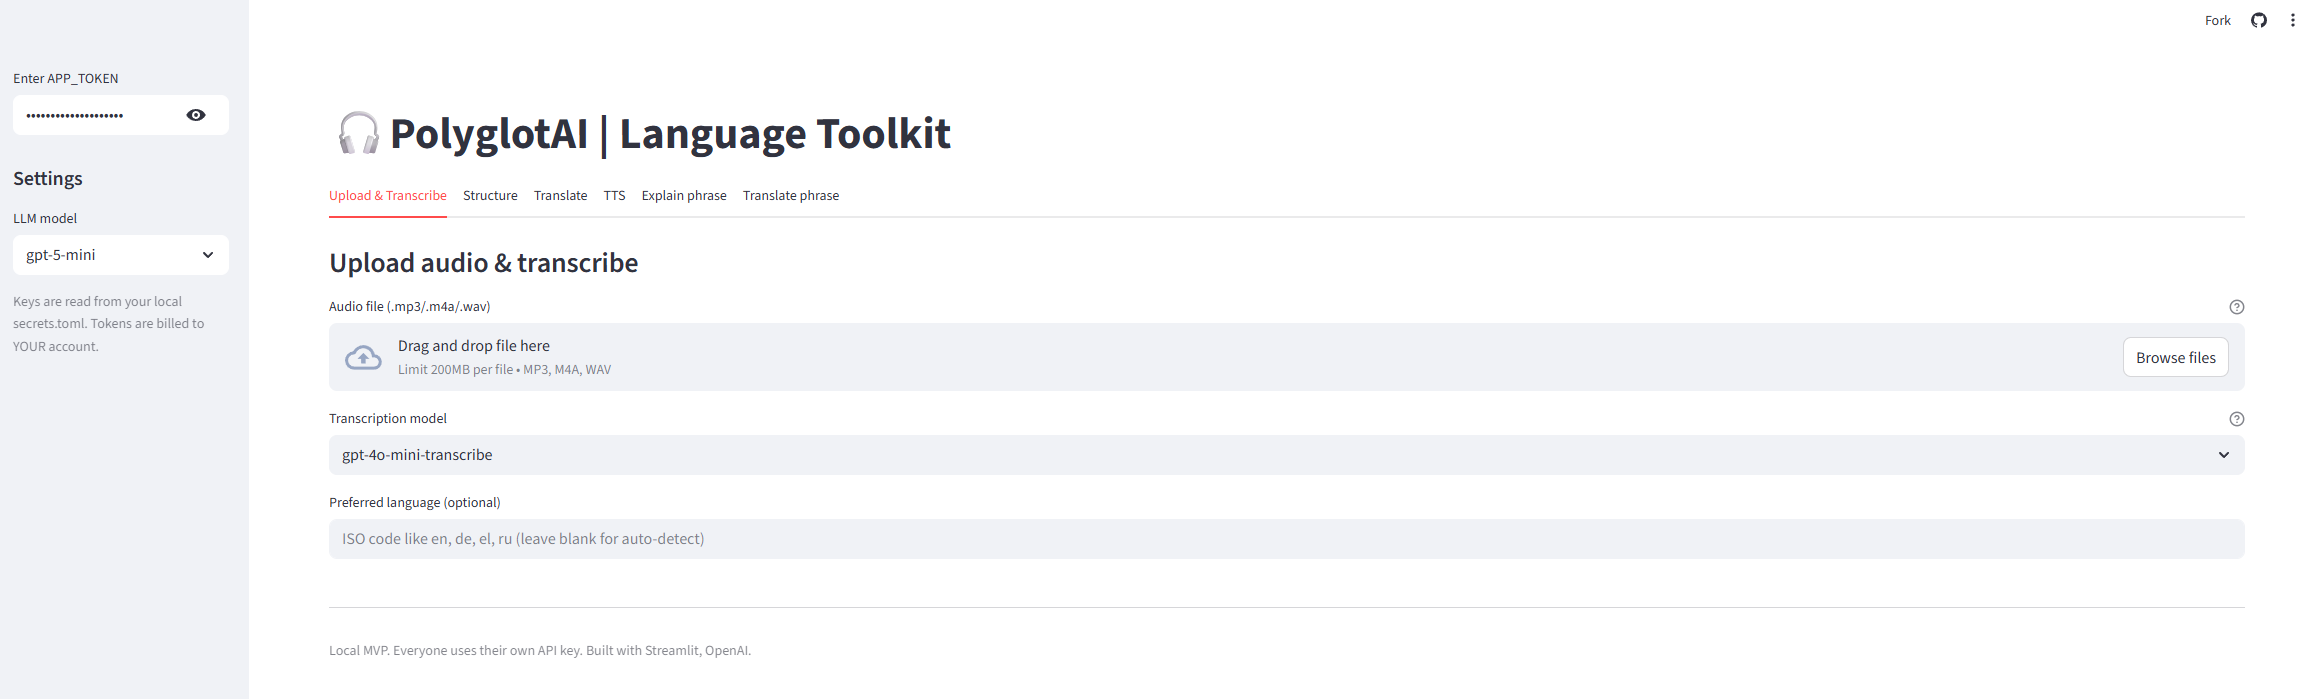 Fork
Enter APP_TOKEN
••••••••••••••••••••
Settings
LLM model
gpt-5-mini
Keys are read from your local
secrets.toml. Tokens are billed to
YOUR account.
PolyglotAI | Language Toolkit
Upload & Transcribe Structure Translate TTS Explain phrase Translate phrase
Upload audio & transcribe
Audio file (.mp3/.m4a/.wav)
Drag and drop file here
Limit 200MB per file • MP3, M4A, WAV
Browse files
Transcription model
gpt-4o-mini-transcribe
Preferred language (optional)
ISO code like en, de, el, ru (leave blank for auto-detect)
Local MVP. Everyone uses their own API key. Built with Streamlit, OpenAI.